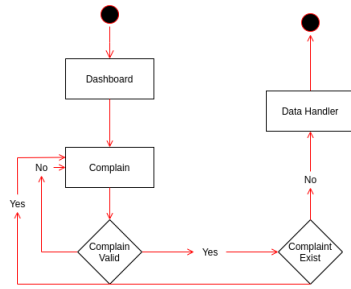 Dashboard
Data Handler
Complain
No
No
Yes
Complain
Valid
Yes
Complaint
Exist